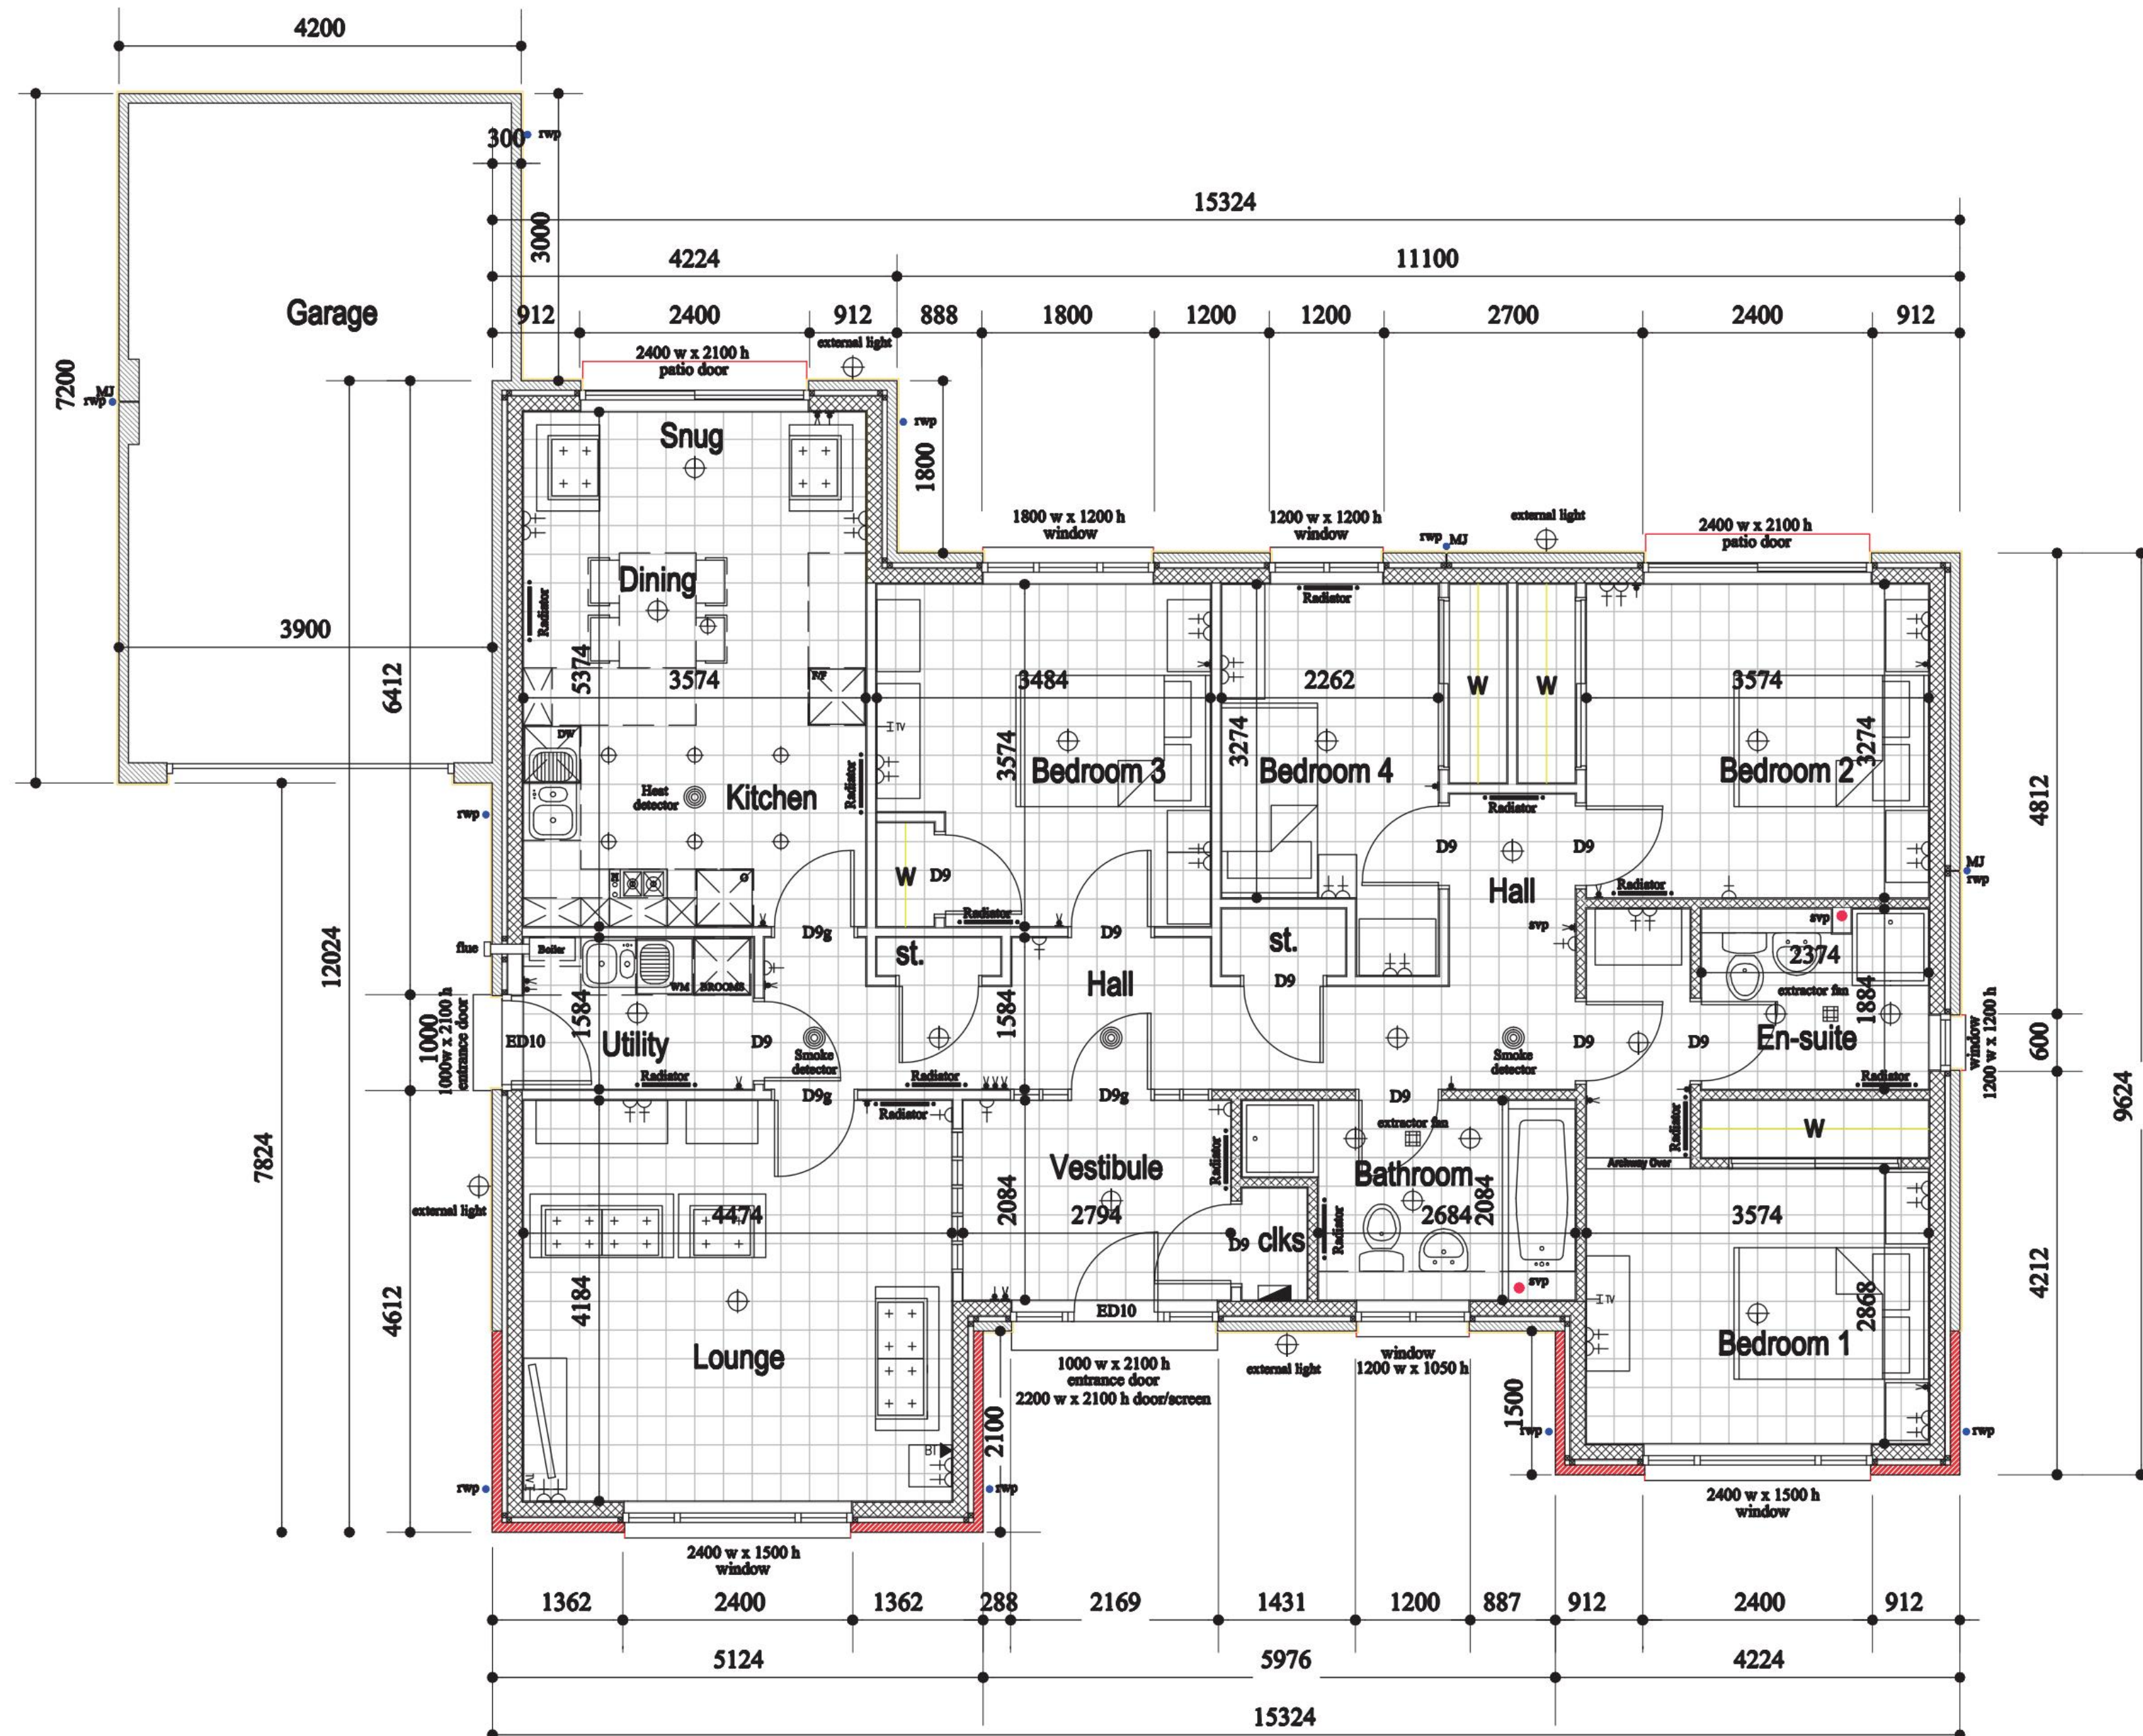 4200
300
rwp
3000
15324
4224
11100
912
2400
912
888
1800
1200
1200
2700
2400
912
Garage
7200
MJ
rwp
2400 w x 2100 h
patio door
external light
rwp
1800
1800 w x 1200 h
window
1200 w x 1200 h
window
rwp MJ
external light
2400 w x 2100 h
patio door
Snug
Dining
Radiator
Radiator
3900
5374
3574
F/F
3484
2262
W
W
3574
6412
TV
3574
3274
3274
DW
Bedroom 3
Bedroom 4
Bedroom 2
Heat
detector
Kitchen
Radiator
Radiator
4812
rwp
D9
D9
MJ
rwp
W
D9
Hall
Radiator
G
Radiator
svp
12024
D9g
D9
st.
svp
flue
Boiler
st.
2374
WM
BROOMS
Hall
D9
extractor fan
1000
1000w x 2100 h
entrance door
1584
1584
1884
ED10
Utility
D9
Smoke
detector
Smoke
detector
D9
D9
En-suite
window
1200 w x 1200 h
600
Radiator
Radiator
Radiator
D9g
D9g
D9
9624
Radiator
extractor fan
Radiator
W
7824
Vestibule
Radiator
Bathroom
Archway Over
external light
4474
2084
2794
2684
2084
3574
D9
clks
Radiator
4612
4184
svp
TV
2868
4212
ED10
Lounge
Bedroom 1
1000 w x 2100 h
entrance door
2200 w x 2100 h door/screen
external light
window
1200 w x 1050 h
1500
2100
rwp
rwp
BT
TV
rwp
rwp
2400 w x 1500 h
window
2400 w x 1500 h
window
1362
2400
1362
288
2169
1431
1200
887
912
2400
912
5124
5976
4224
15324